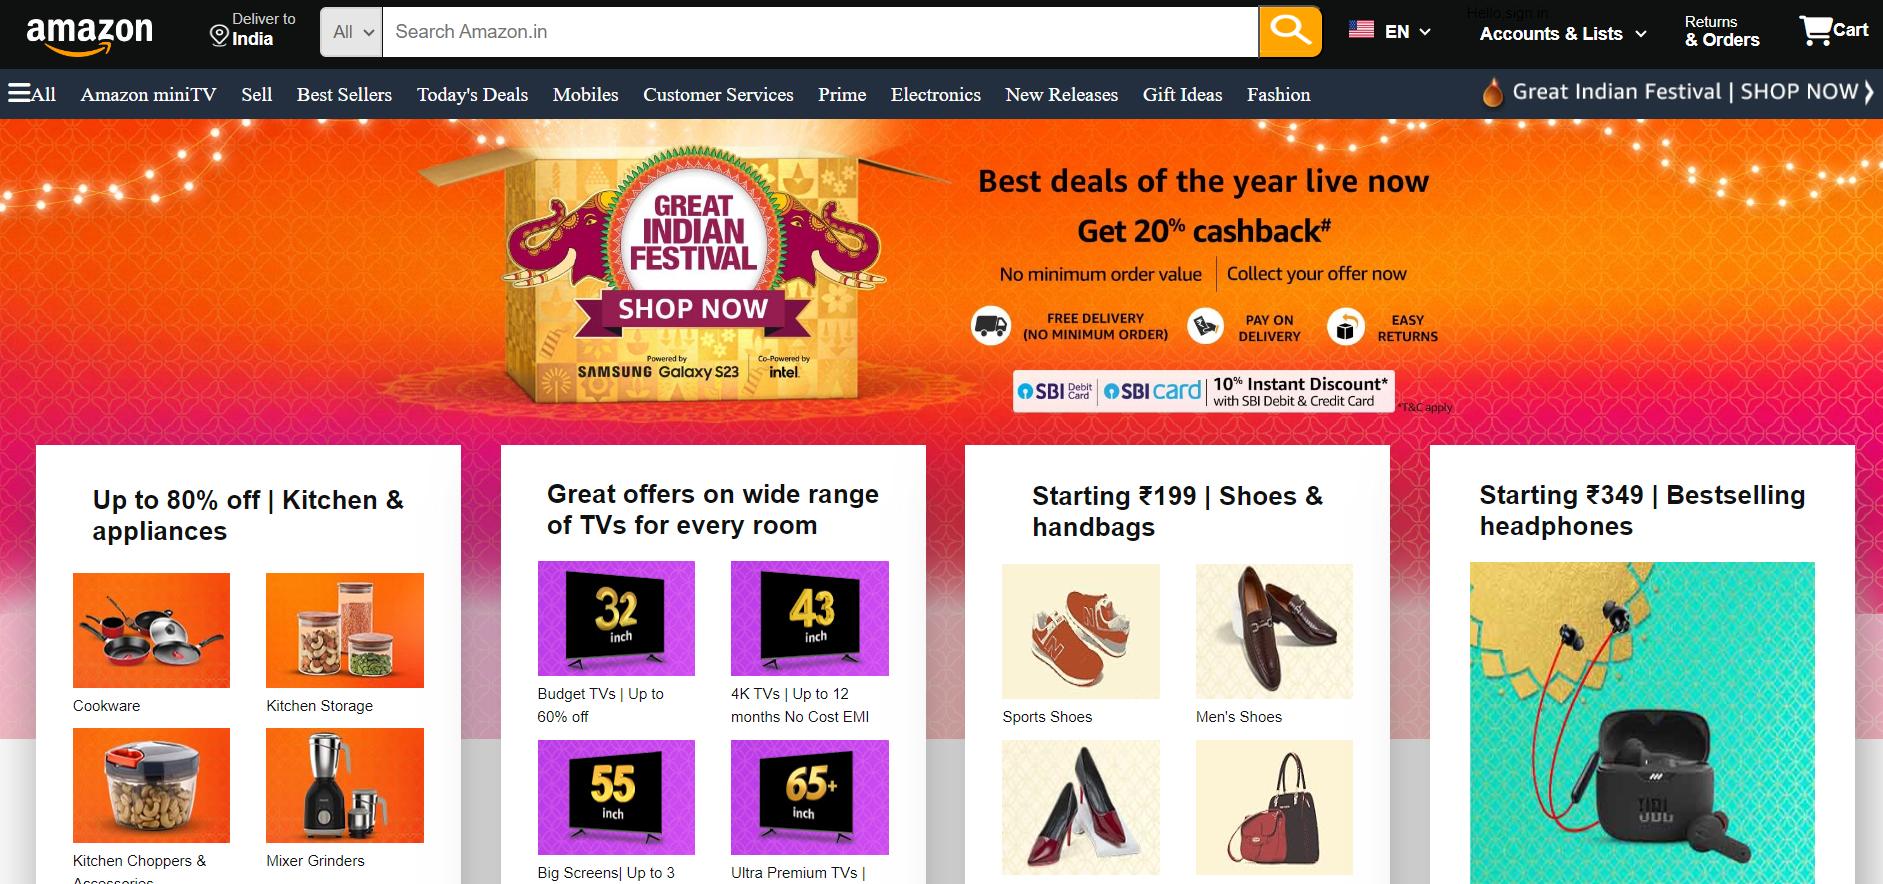 amazon
Deliver to
India
All
Search Amazon.in
EN
Hello,sign in
Accounts & Lists
Returns
& Orders
Cart
All
Amazon miniTV
Sell
Best Sellers
Today's Deals
Mobiles
Customer Services
Prime
Electronics
New Releases
Gift Ideas
Fashion
Great Indian Festival | SHOP NOW
GREAT
INDIAN
FESTIVAL
SHOP NOW
Powered by
SAMSUNG Galaxy S23
Co-Powered by
intel.
Best deals of the year live now
Get 20% cashback#
No minimum order value
Collect your offer now
FREE DELIVERY
(NO MINIMUM ORDER)
PAY ON
DELIVERY
EASY
RETURNS
SBI Debit Card
SBI card
10% Instant Discount*
with SBI Debit & Credit Card
*T&C apply
Up to 80% off | Kitchen &
appliances
Cookware
Kitchen Storage
Kitchen Choppers &
Accessories
Mixer Grinders
Great offers on wide range
of TVs for every room
32
inch
43
inch
Budget TVs | Up to
60% off
4K TVs | Up to 12
months No Cost EMI
55
inch
65+
inch
Big Screens| Up to 3
Ultra Premium TVs |
Starting ₹199 | Shoes &
handbags
N
N
Sports Shoes
Men's Shoes
Starting ₹349 | Bestselling
headphones
JBL